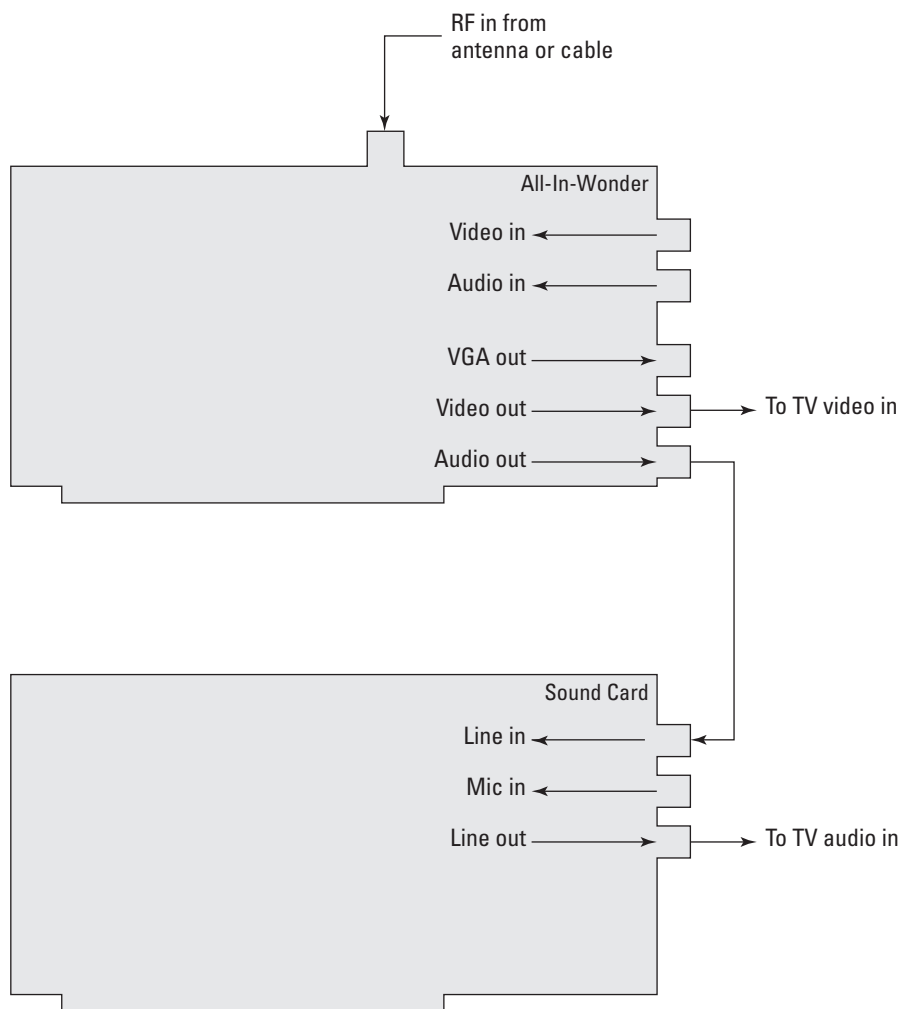 RF in from
antenna or cable
All-In-Wonder
Video in
Audio in
VGA out
Video out
To TV video in
Audio out
Sound Card
Line in
Mic in
Line out
To TV audio in